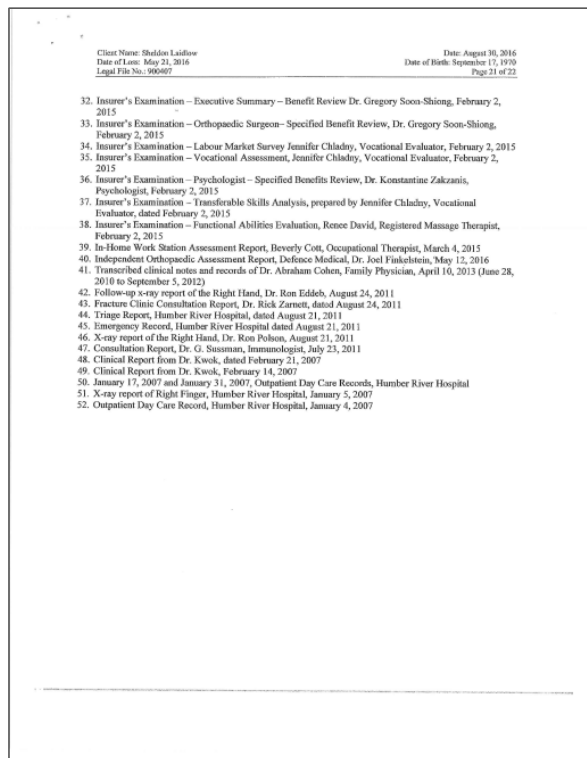 Client Name: Sheldon Laidlow
Date: August 30, 2016
Date of Loss: May 21, 2016
Date of Birth: September 17, 1970
Legal File No.: 900407
Page 21 of 22
32. Insurer's Examination – Executive Summary – Benefit Review Dr. Gregory Soon-Shiong, February 2,
2015
33. Insurer's Examination – Orthopaedic Surgeon– Specified Benefit Review, Dr. Gregory Soon-Shiong,
February 2, 2015
34. Insurer's Examination – Labour Market Survey Jennifer Chladny, Vocational Evaluator, February 2, 2015
35. Insurer's Examination – Vocational Assessment, Jennifer Chladny, Vocational Evaluator, February 2,
2015
36. Insurer's Examination – Psychologist – Specified Benefits Review, Dr. Konstantine Zakzanis,
Psychologist, February 2, 2015
37. Insurer's Examination – Transferable Skills Analysis, prepared by Jennifer Chladny, Vocational
Evaluator, dated February 2, 2015
38. Insurer's Examination – Functional Abilities Evaluation, Renee David, Registered Massage Therapist,
February 2, 2015
39. In-Home Work Station Assessment Report, Beverly Cott, Occupational Therapist, March 4, 2015
40. Independent Orthopaedic Assessment Report, Defence Medical, Dr. Joel Finkelstein, May 12, 2016
41. Transcribed clinical notes and records of Dr. Abraham Cohen, Family Physician, April 10, 2013 (June 28,
2010 to September 5, 2012)
42. Follow-up x-ray report of the Right Hand, Dr. Ron Eddeb, August 24, 2011
43. Fracture Clinic Consultation Report, Dr. Rick Zarnett, dated August 24, 2011
44. Triage Report, Humber River Hospital, dated August 21, 2011
45. Emergency Record, Humber River Hospital dated August 21, 2011
46. X-ray report of the Right Hand, Dr. Ron Polson, August 21, 2011
47. Consultation Report, Dr. G. Sussman, Immunologist, July 23, 2011
48. Clinical Report from Dr. Kwok, dated February 21, 2007
49. Clinical Report from Dr. Kwok, February 14, 2007
50. January 17, 2007 and January 31, 2007, Outpatient Day Care Records, Humber River Hospital
51. X-ray report of Right Finger, Humber River Hospital, January 5, 2007
52. Outpatient Day Care Record, Humber River Hospital, January 4, 2007